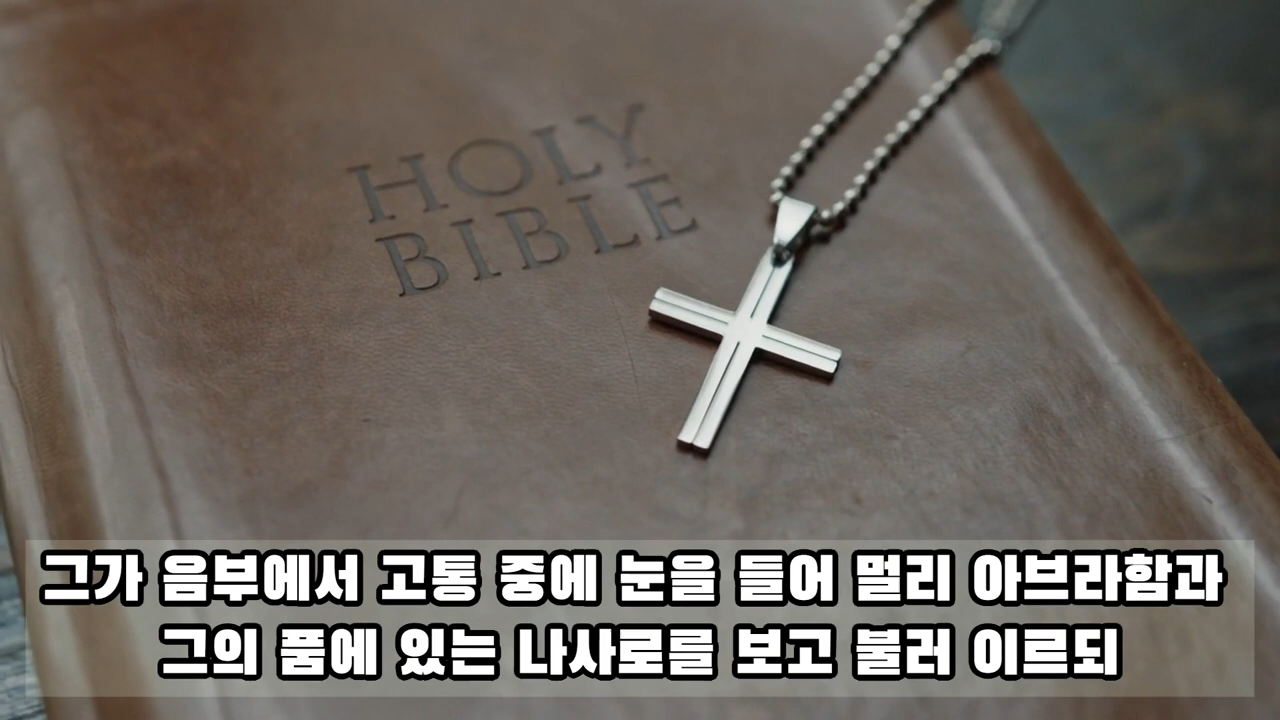 HOLY
BIBLE
그가 음부에서 고통 중에 눈을 들어 멀리 아브라함과
그의 품에 있는 나사로를 보고 불러 이르되